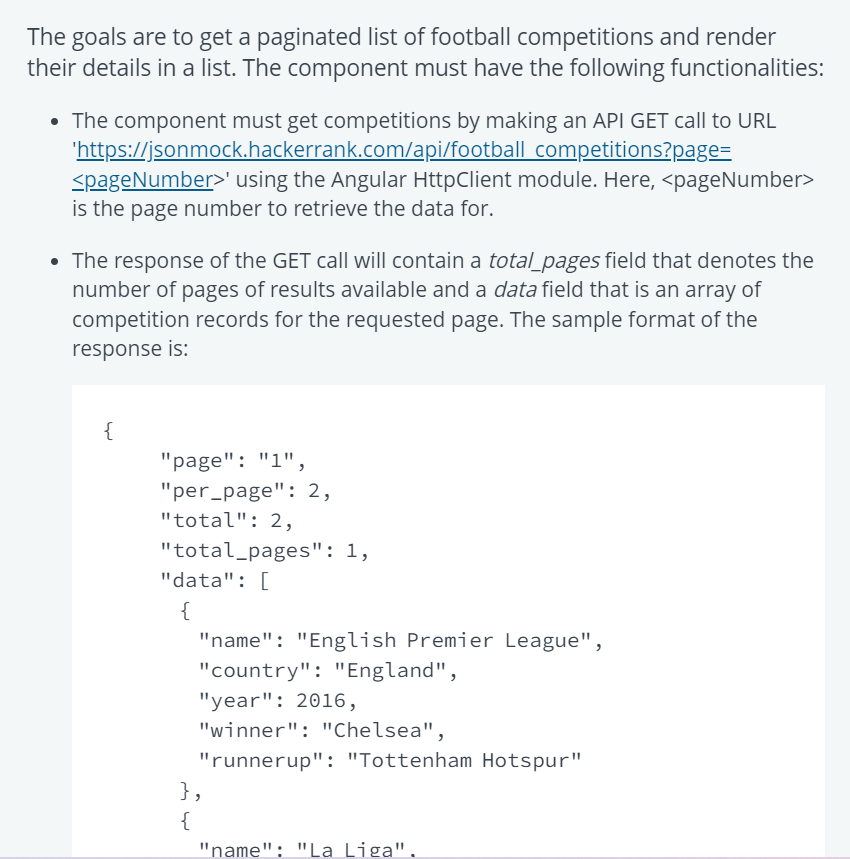 The goals are to get a paginated list of football competitions and render
their details in a list. The component must have the following functionalities:
• The component must get competitions by making an API GET call to URL
'https://jsonmock.hackerrank.com/api/football_competitions?page=
<pageNumber>' using the Angular HttpClient module. Here, <pageNumber>
is the page number to retrieve the data for.
• The response of the GET call will contain a total_pages field that denotes the
number of pages of results available and a data field that is an array of
competition records for the requested page. The sample format of the
response is:
{
"page": "1",
"per_page": 2,
"total": 2,
"total_pages": 1,
"data": [
{
"name": "English Premier League",
"country": "England",
"year": 2016,
"winner": "Chelsea",
"runnerup": "Tottenham Hotspur"
},
{
"name": "La Liga",